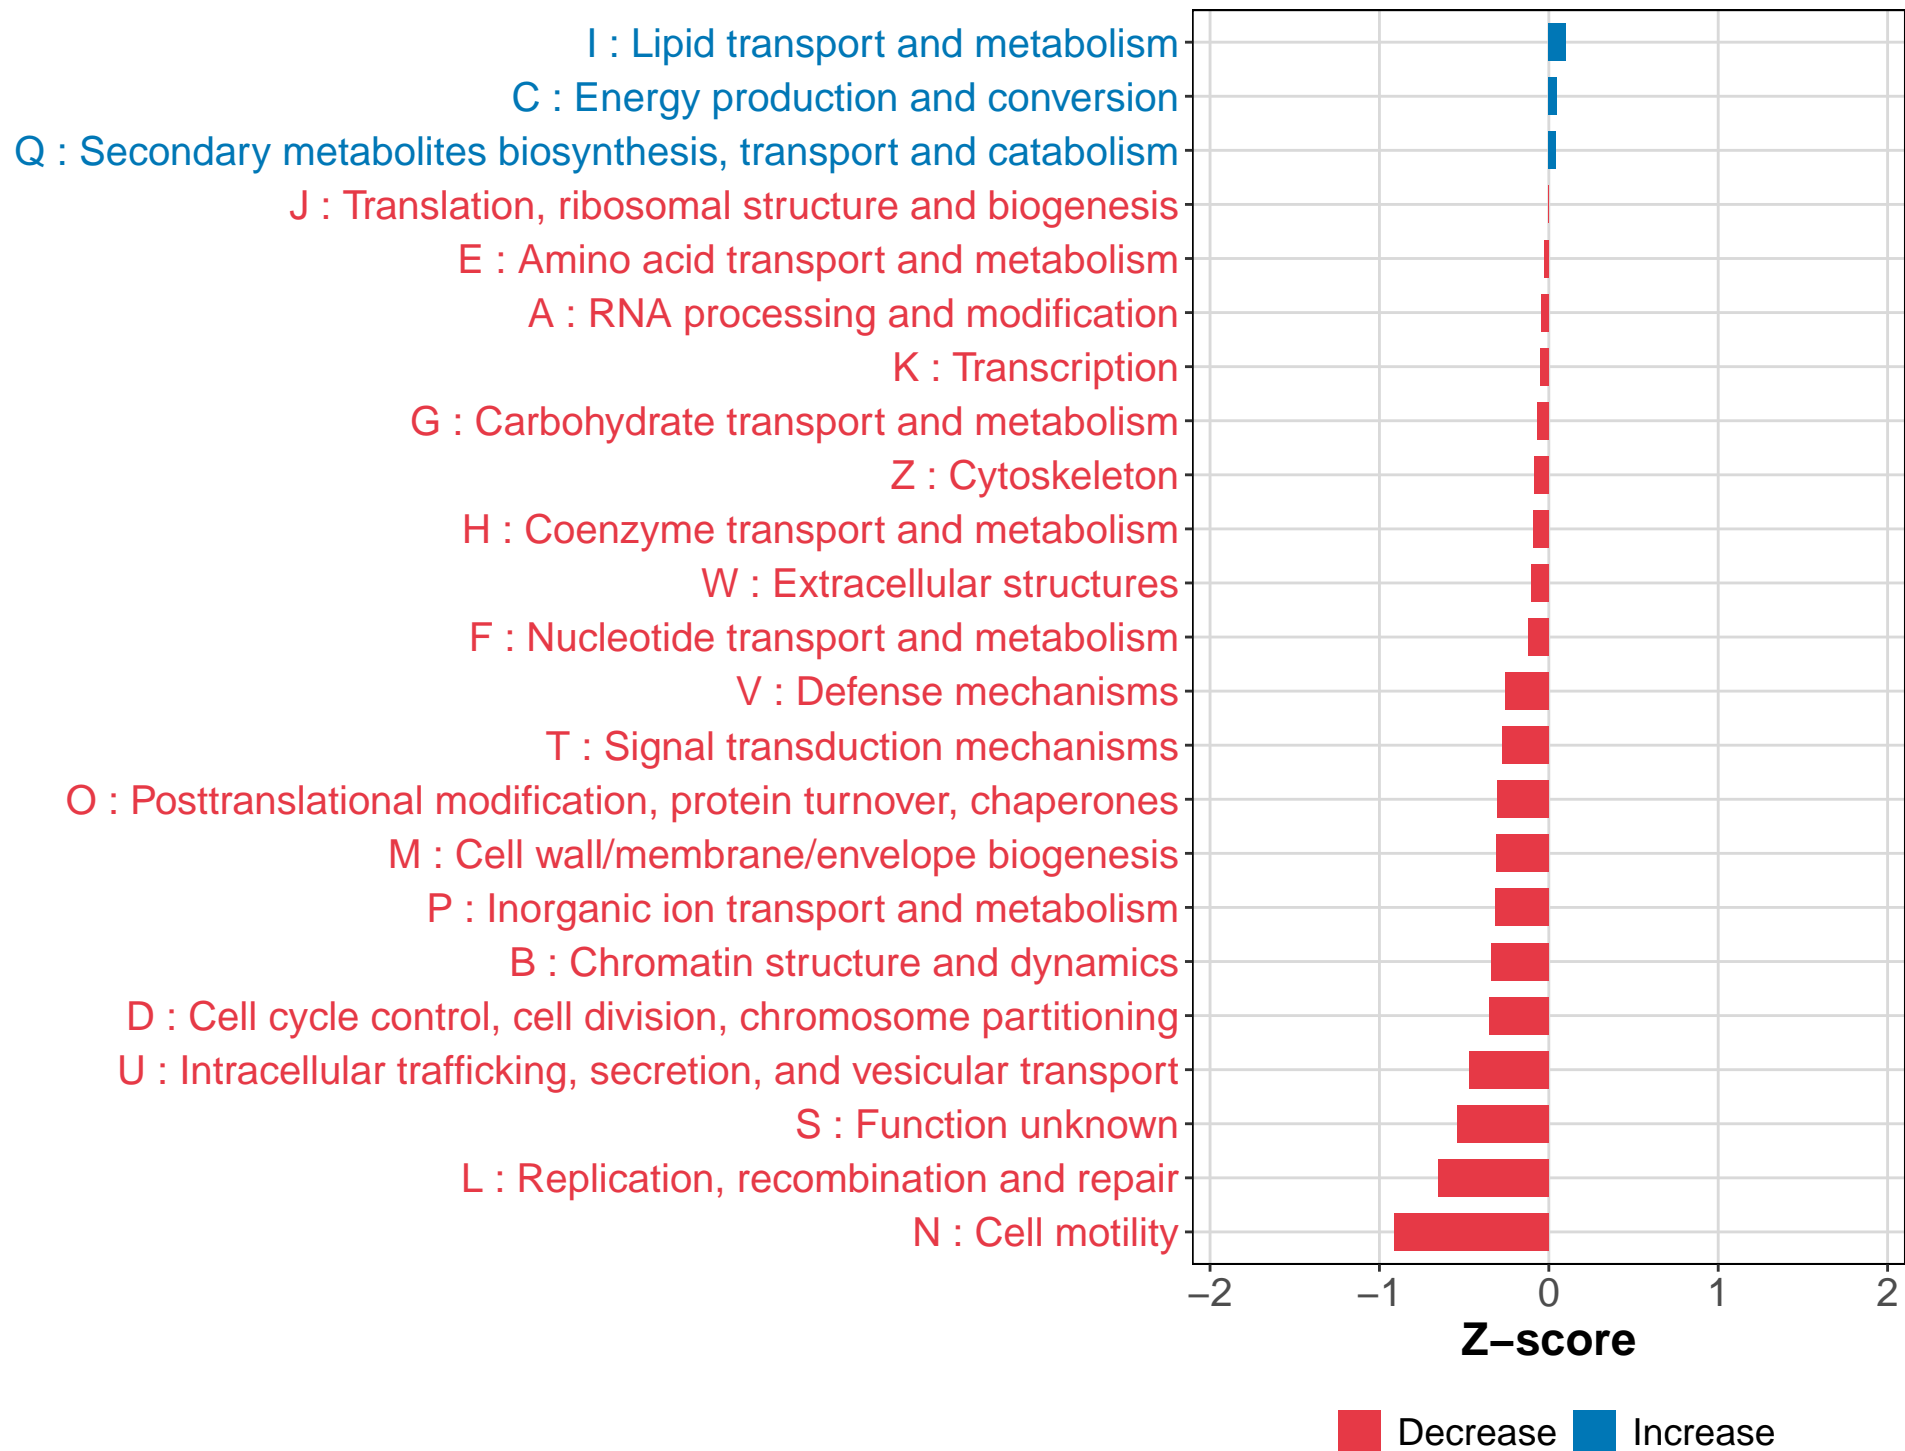 I : Lipid transport and metabolism
C : Energy production and conversion
Q : Secondary metabolites biosynthesis, transport and catabolism
J : Translation, ribosomal structure and biogenesis
E : Amino acid transport and metabolism
A : RNA processing and modification
K : Transcription
G : Carbohydrate transport and metabolism
Z : Cytoskeleton
H : Coenzyme transport and metabolism
W : Extracellular structures
F : Nucleotide transport and metabolism
V : Defense mechanisms
T : Signal transduction mechanisms
O : Posttranslational modification, protein turnover, chaperones
M : Cell wall/membrane/envelope biogenesis
P : Inorganic ion transport and metabolism
B : Chromatin structure and dynamics
D : Cell cycle control, cell division, chromosome partitioning
U : Intracellular trafficking, secretion, and vesicular transport
S : Function unknown
L : Replication, recombination and repair
N : Cell motility
−2 −1 0 1 2
Z−score
Decrease Increase